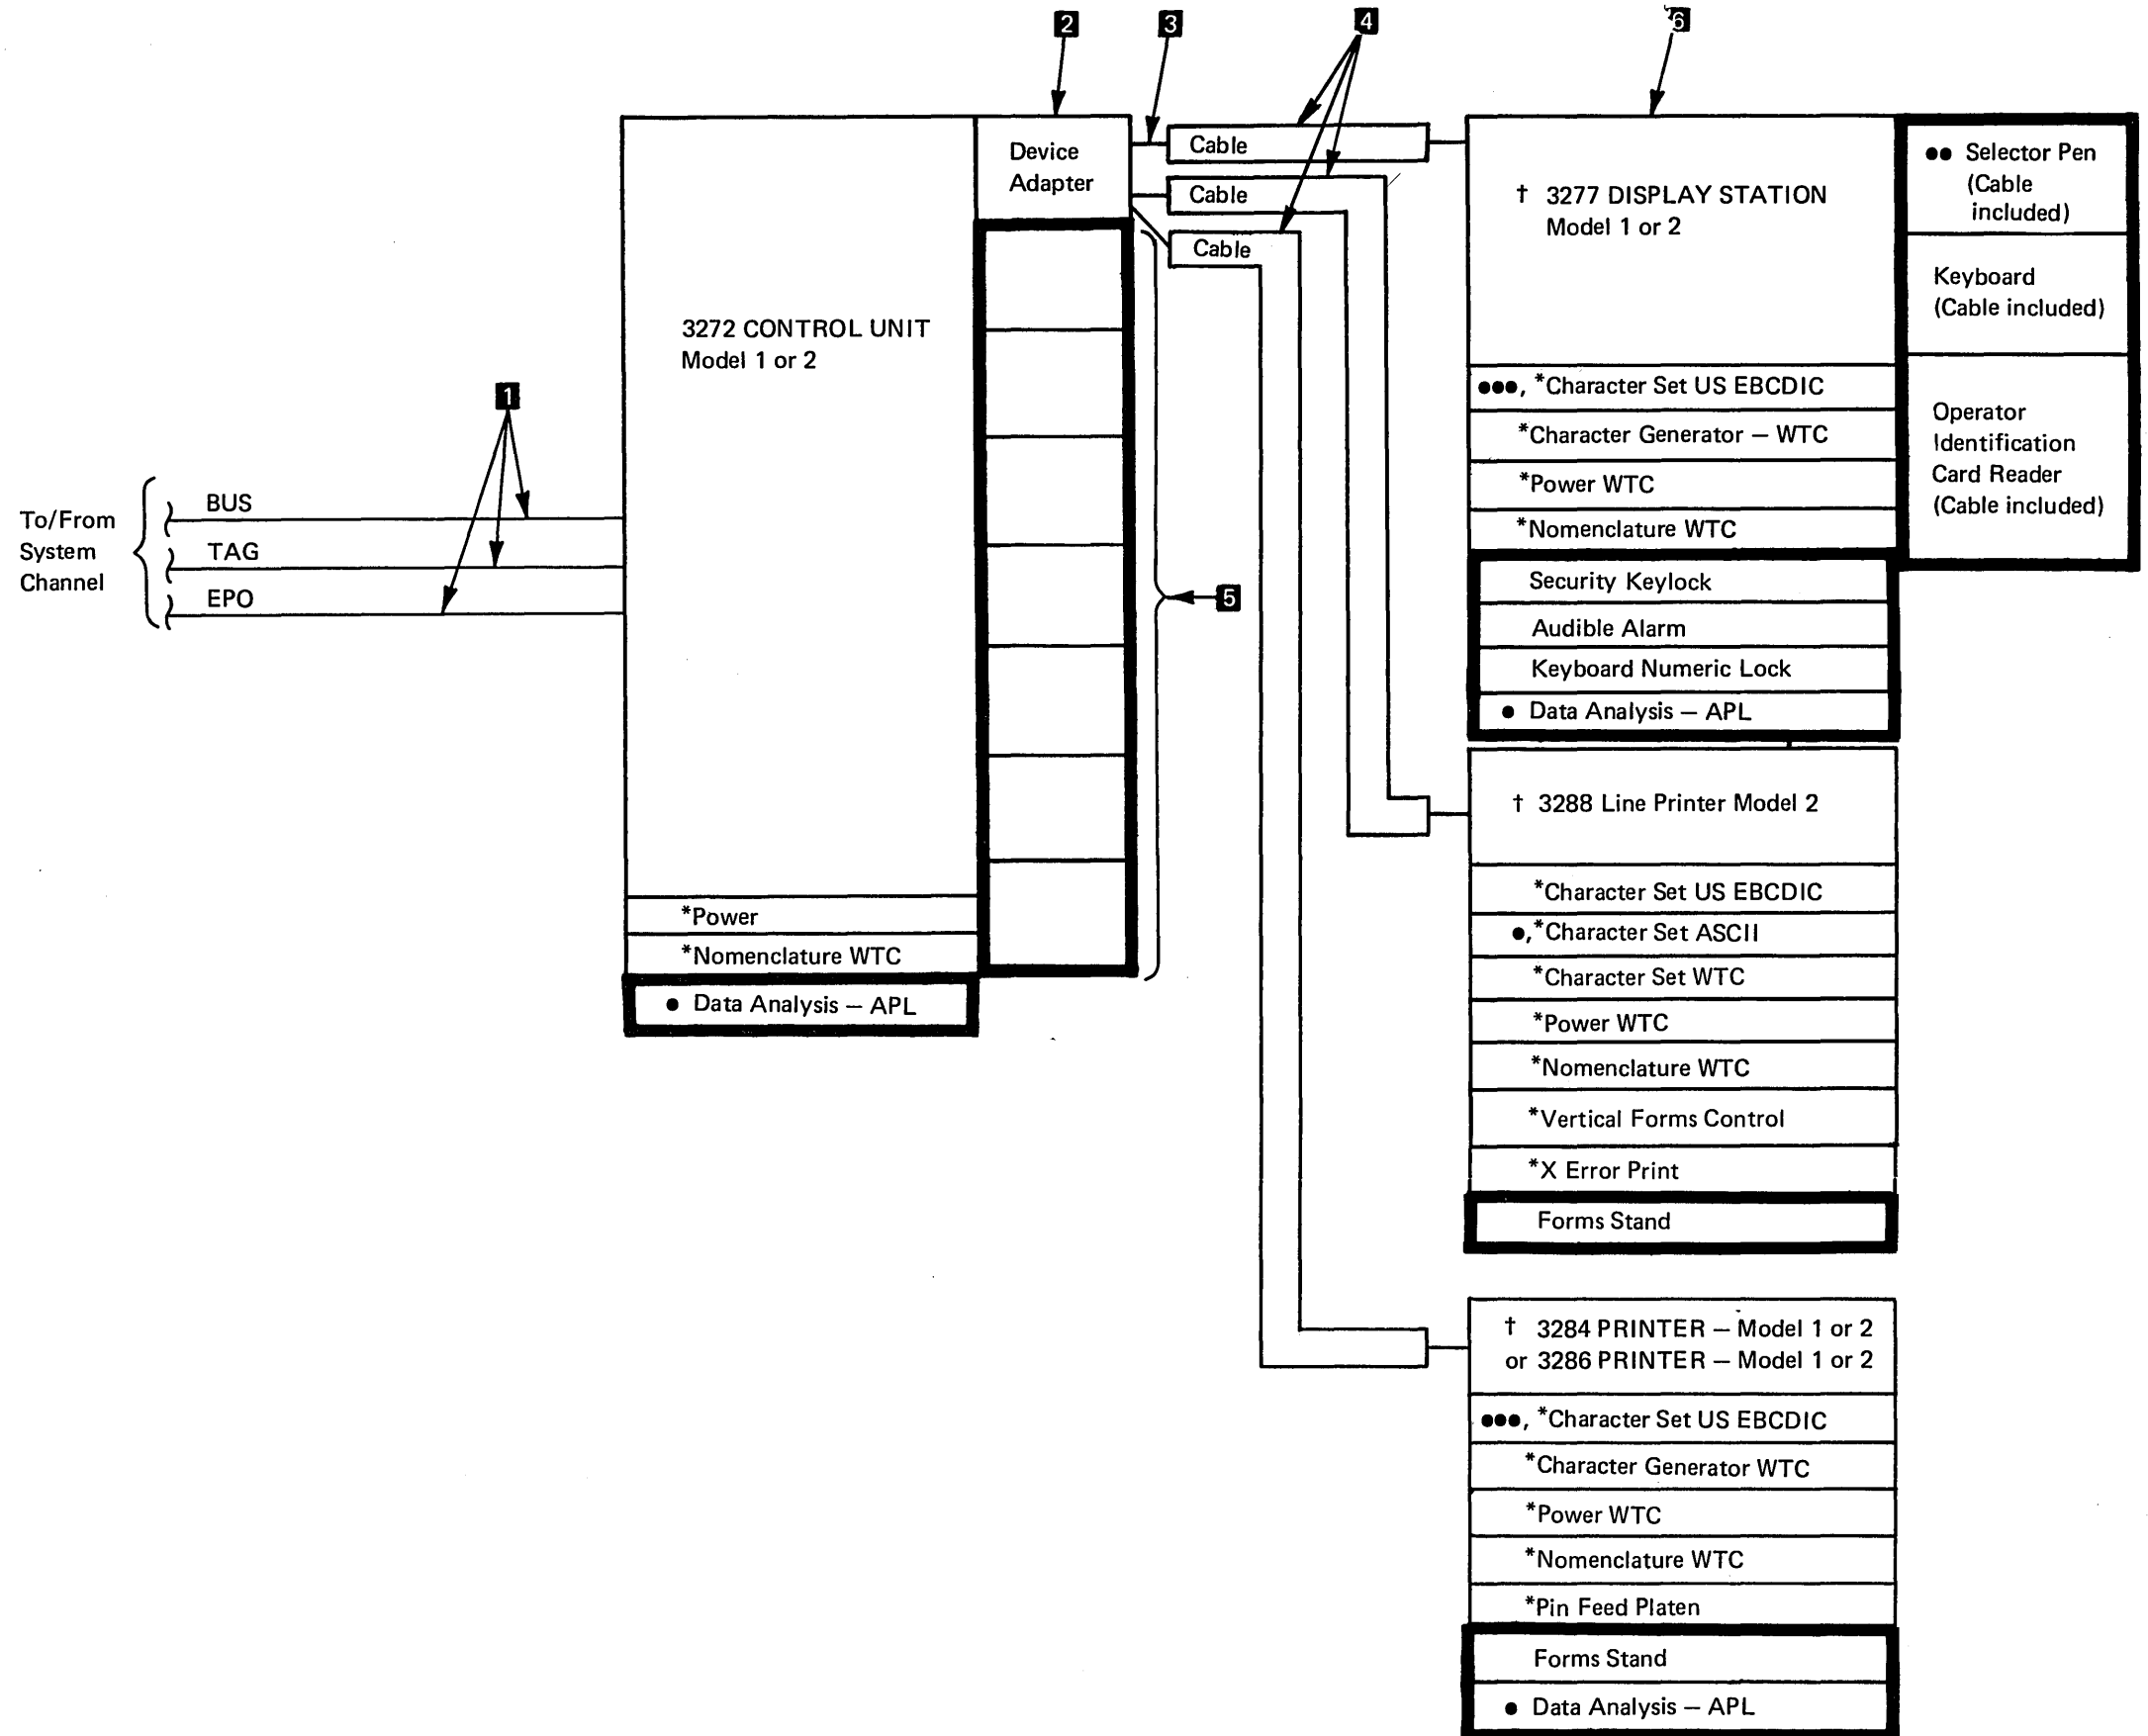 2
3
4
6
Device
Adapter
Cable
Cable
Cable
3272 CONTROL UNIT
Model 1 or 2
1
To/From
System
Channel
BUS
TAG
EPO
5
*Power
*Nomenclature WTC
● Data Analysis — APL
† 3277 DISPLAY STATION
Model 1 or 2
●●●, *Character Set US EBCDIC
*Character Generator — WTC
*Power WTC
*Nomenclature WTC
Security Keylock
Audible Alarm
Keyboard Numeric Lock
● Data Analysis — APL
●● Selector Pen
(Cable
included)
Keyboard
(Cable included)
Operator
Identification
Card Reader
(Cable included)
† 3288 Line Printer Model 2
*Character Set US EBCDIC
●,*Character Set ASCII
*Character Set WTC
*Power WTC
*Nomenclature WTC
*Vertical Forms Control
*X Error Print
Forms Stand
† 3284 PRINTER — Model 1 or 2
or 3286 PRINTER — Model 1 or 2
●●●, *Character Set US EBCDIC
*Character Generator WTC
*Power WTC
*Nomenclature WTC
*Pin Feed Platen
Forms Stand
● Data Analysis — APL